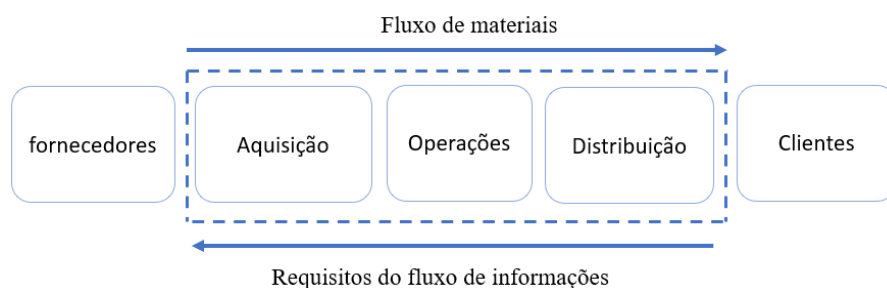 Fluxo de materiais
fornecedores
Aquisição
Operações
Distribuição
Clientes
Requisitos do fluxo de informações